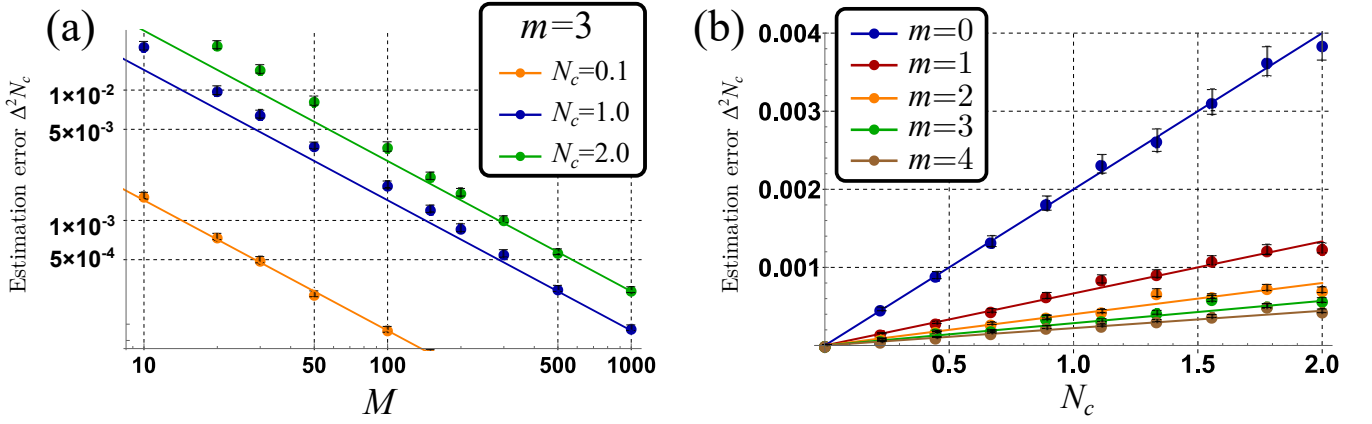 (a)
Estimation error Δ²N_c
1×10⁻²
5×10⁻³
1×10⁻³
5×10⁻⁴
10
50
100
500
1000
M
m=3
N_c=0.1
N_c=1.0
N_c=2.0
(b)
Estimation error Δ²N_c
0.004
0.003
0.002
0.001
0.5
1.0
1.5
2.0
N_c
m=0
m=1
m=2
m=3
m=4